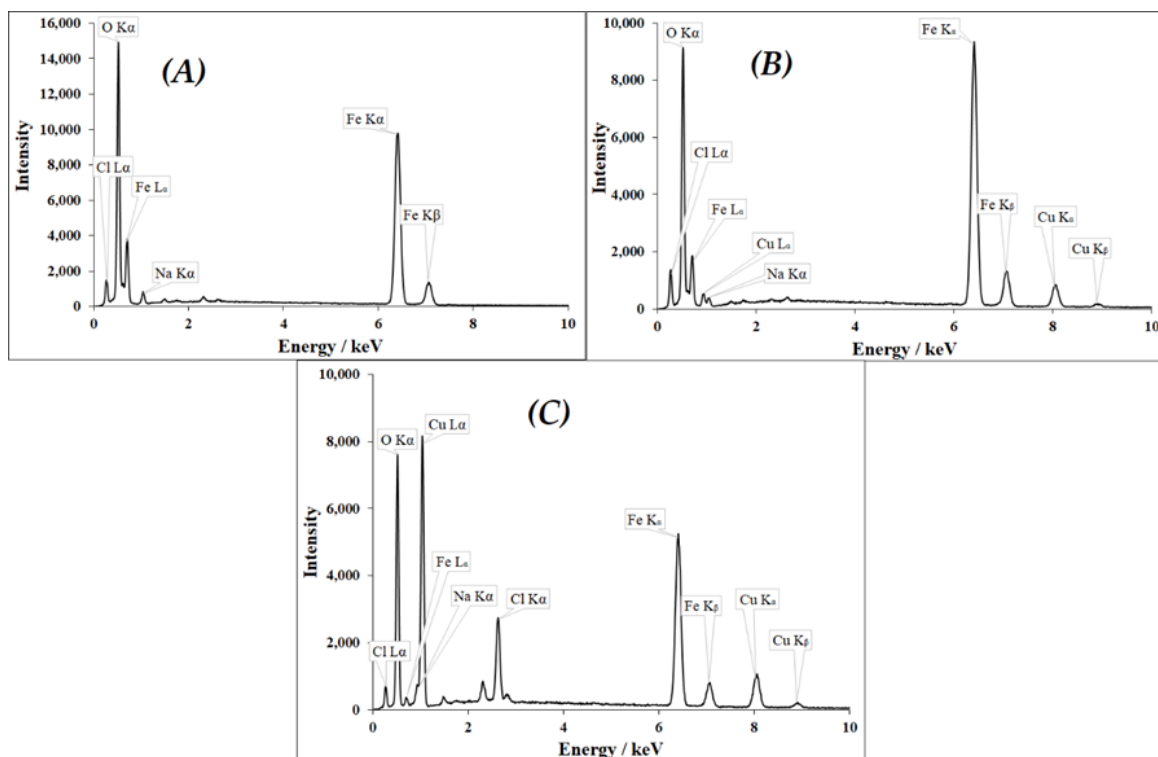 (A)
Intensity
16,000
14,000
12,000
10,000
8,000
6,000
4,000
2,000
0
O Kα
Cl Lα
Fe Lα
Na Kα
Fe Kα
Fe Kβ
0 2 4 6 8 10
Energy / keV
(B)
Intensity
10,000
8,000
6,000
4,000
2,000
0
O Kα
Cl Lα
Fe Lα
Cu Lα
Na Kα
Fe Kα
Fe Kβ
Cu Kα
Cu Kβ
0 2 4 6 8 10
Energy / keV
(C)
Intensity
10,000
8,000
6,000
4,000
2,000
0
O Kα
Cu Lα
Fe Lα
Na Kα
Cl Kα
Cl Lα
Fe Kα
Fe Kβ
Cu Kα
Cu Kβ
0 2 4 6 8 10
Energy / keV